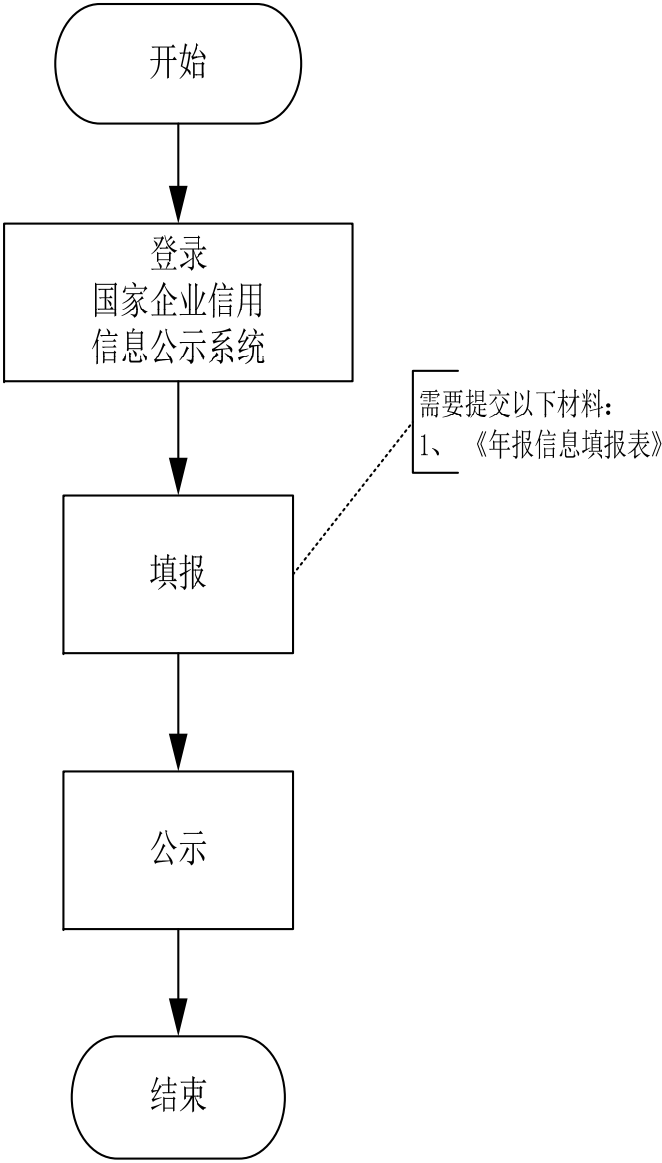 开始
登录
国家企业信用
信息公示系统
需要提交以下材料：
1、《年报信息填报表》
填报
公示
结束